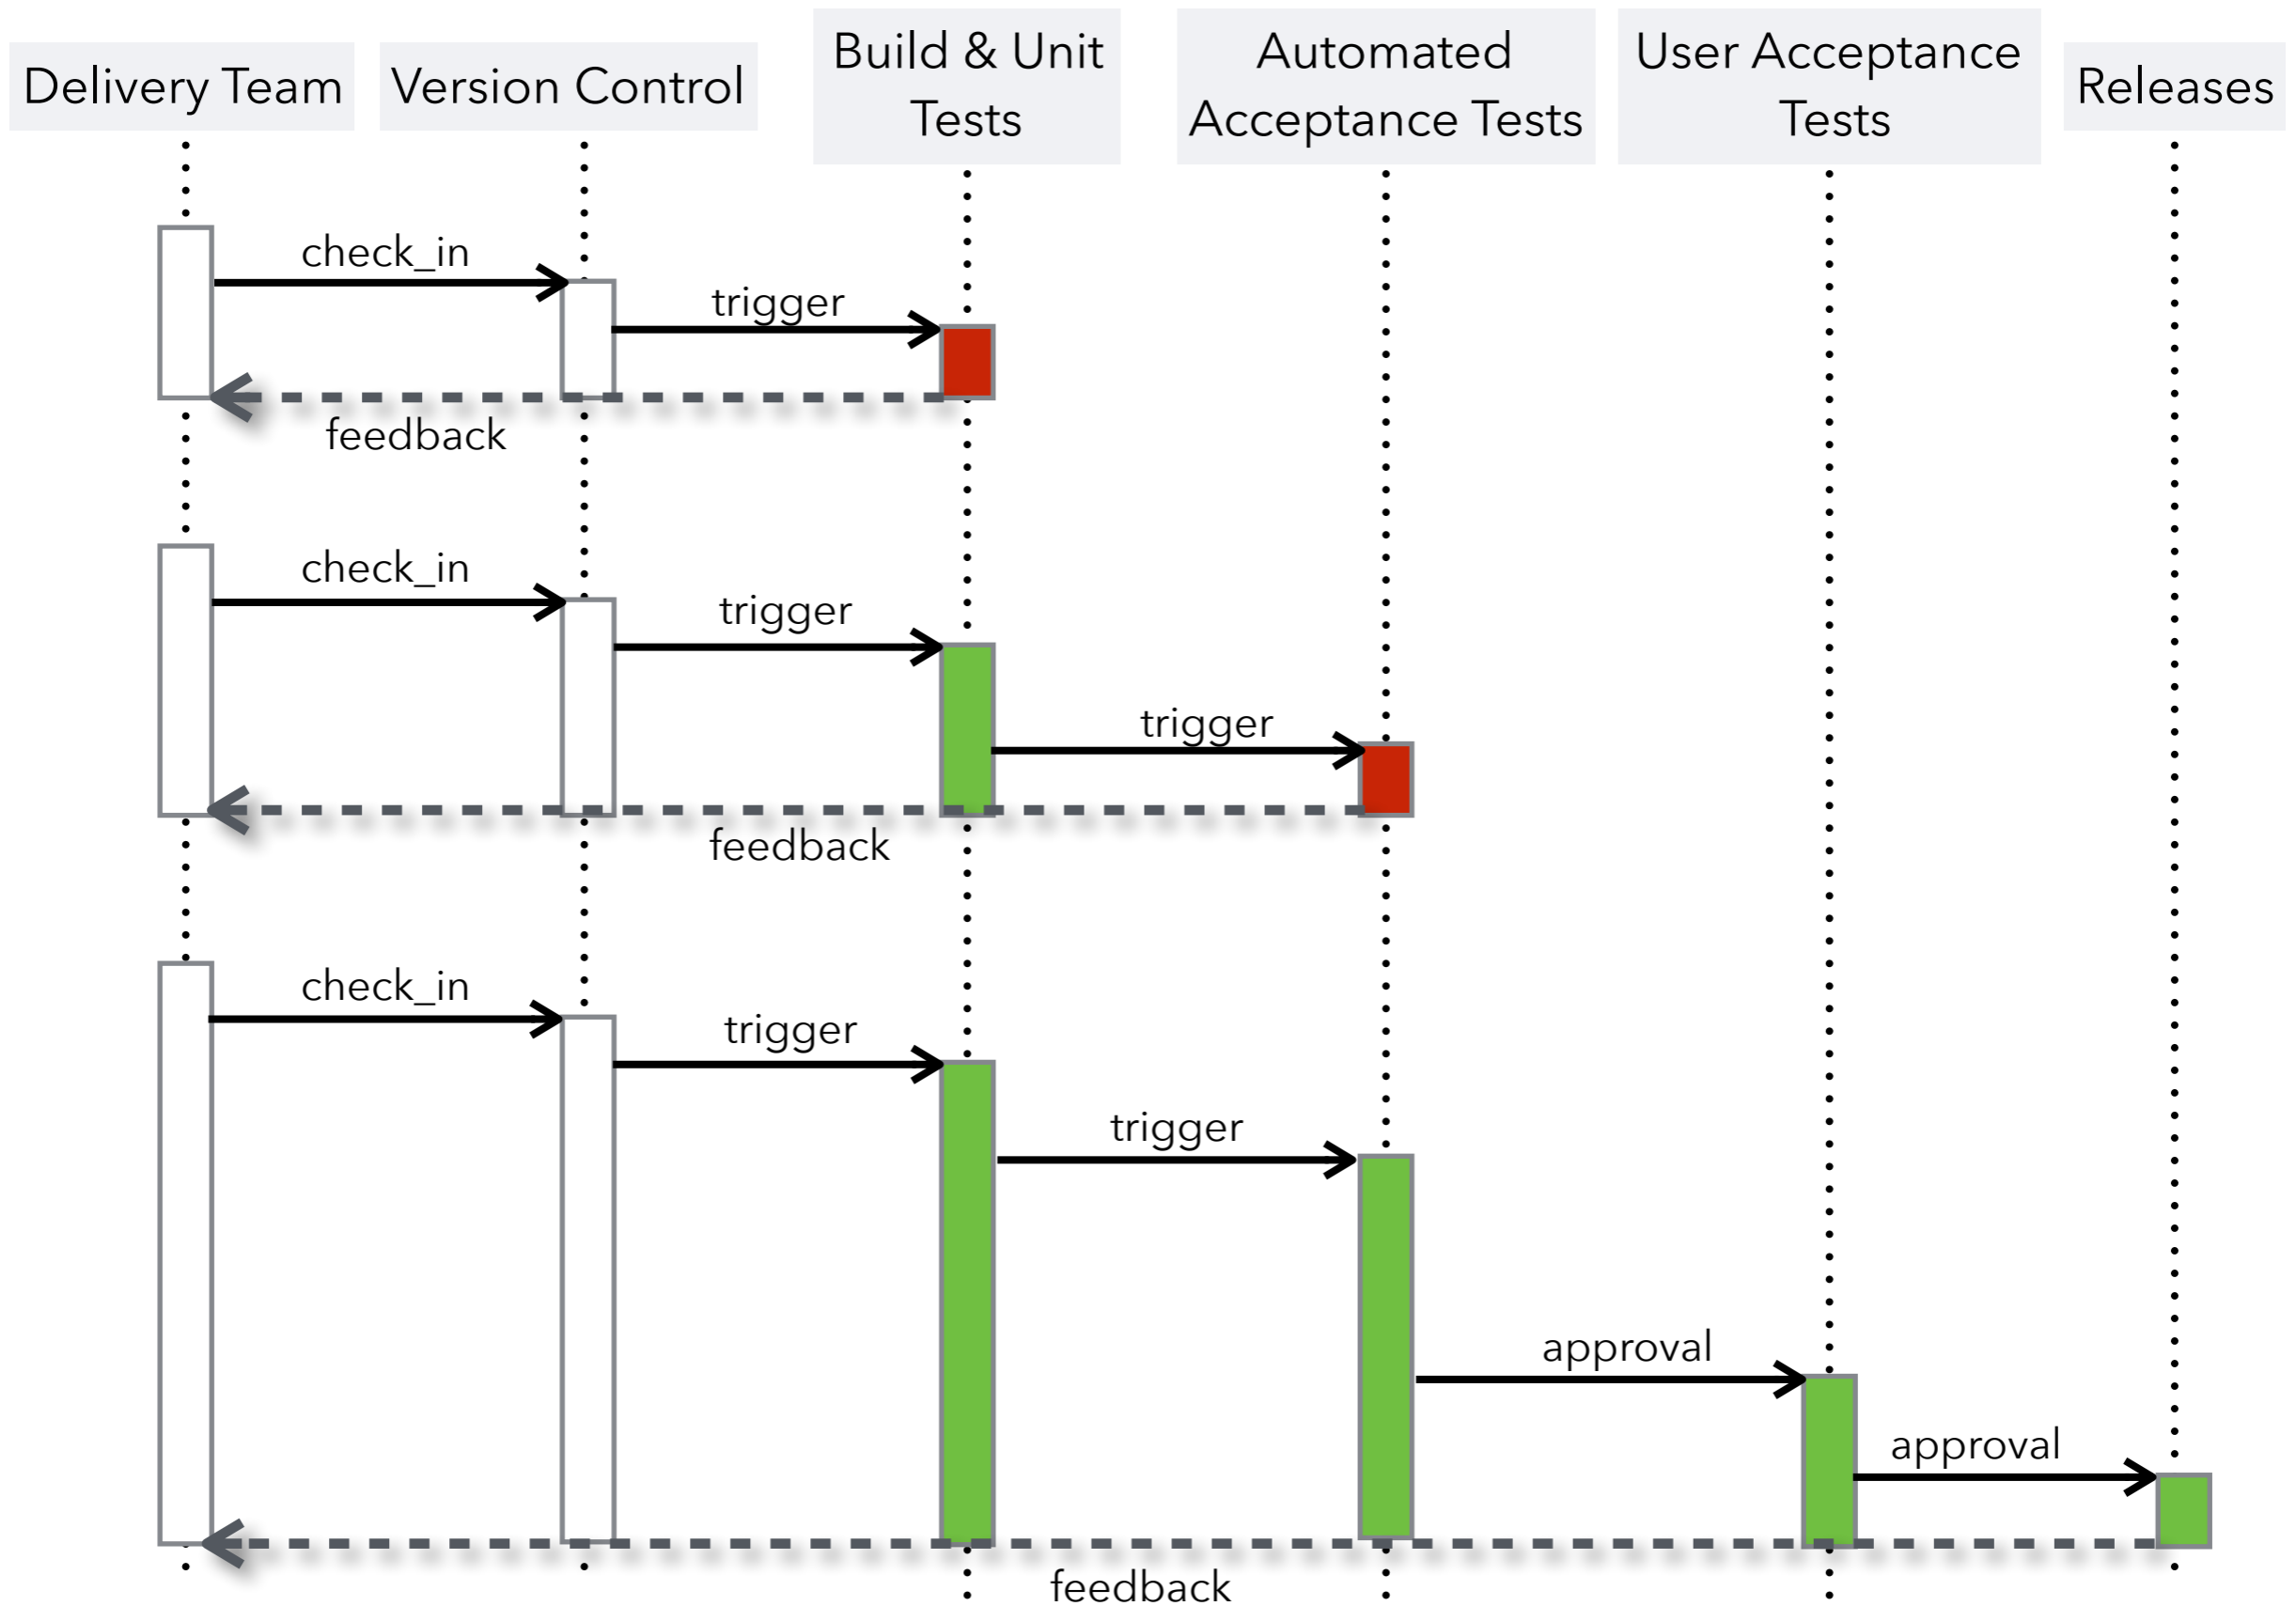 Delivery Team
Version Control
Build & Unit
Tests
Automated
Acceptance Tests
User Acceptance
Tests
Releases
check_in
trigger
feedback
check_in
trigger
trigger
feedback
check_in
trigger
trigger
approval
approval
feedback